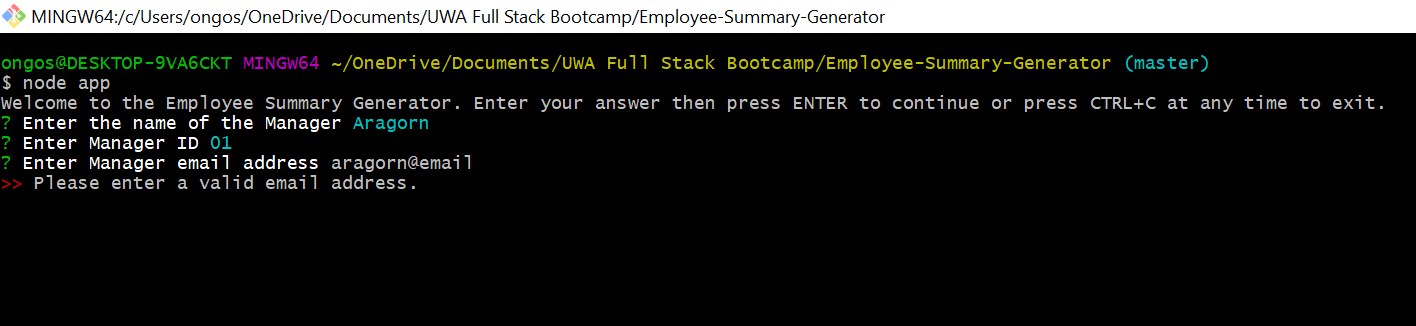 MINGW64:/c/Users/ongos/OneDrive/Documents/UWA Full Stack Bootcamp/Employee-Summary-Generator
ongos@DESKTOP-9VA6CKT MINGW64 ~/OneDrive/Documents/UWA Full Stack Bootcamp/Employee-Summary-Generator (master)
$ node app
Welcome to the Employee Summary Generator. Enter your answer then press ENTER to continue or press CTRL+C at any time to exit.
? Enter the name of the Manager Aragorn
? Enter Manager ID 01
? Enter Manager email address aragorn@email
>> Please enter a valid email address.